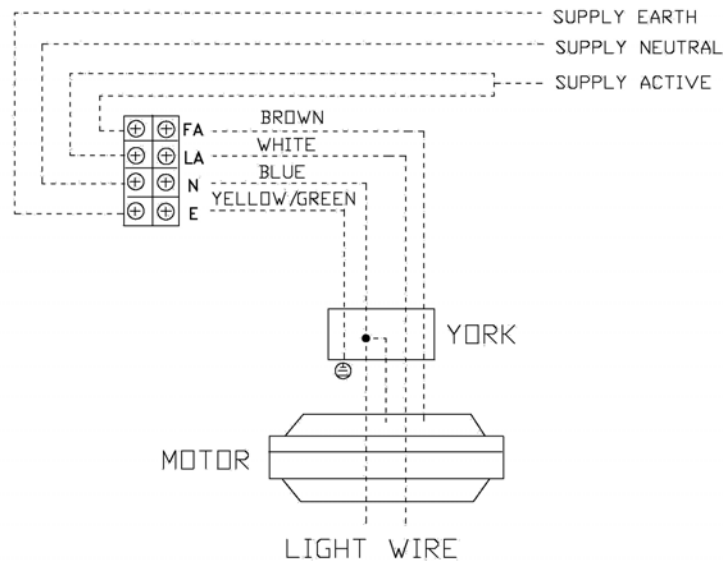 SUPPLY EARTH
SUPPLY NEUTRAL
SUPPLY ACTIVE
FA BROWN
LA WHITE
N BLUE
E YELLOW/GREEN
YORK
MOTOR
LIGHT WIRE